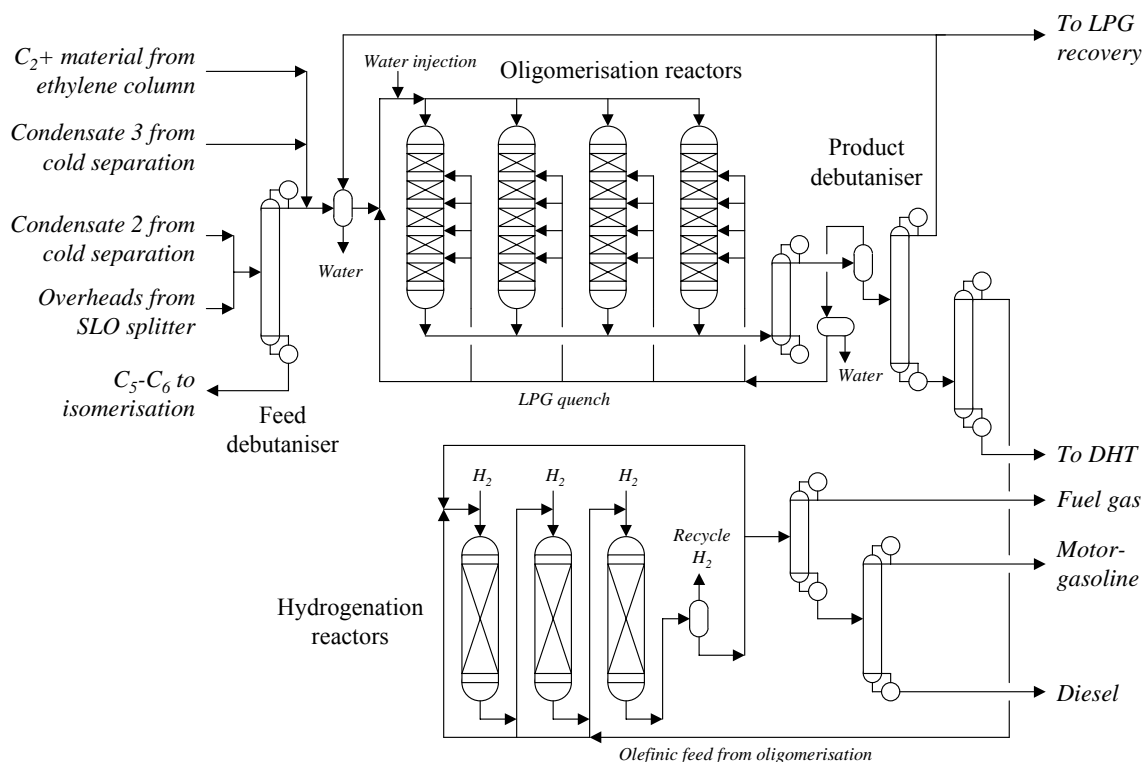 C2+ material from
ethylene column
Condensate 3 from
cold separation
Condensate 2 from
cold separation
Overheads from
SLO splitter
C5-C6 to
isomerisation
Feed
debutaniser
Water
Water injection
Oligomerisation reactors
LPG quench
Water
Product
debutaniser
To LPG
recovery
To DHT
Fuel gas
Motor-
gasoline
Diesel
H2
H2
H2
Recycle
H2
Hydrogenation
reactors
Olefinic feed from oligomerisation